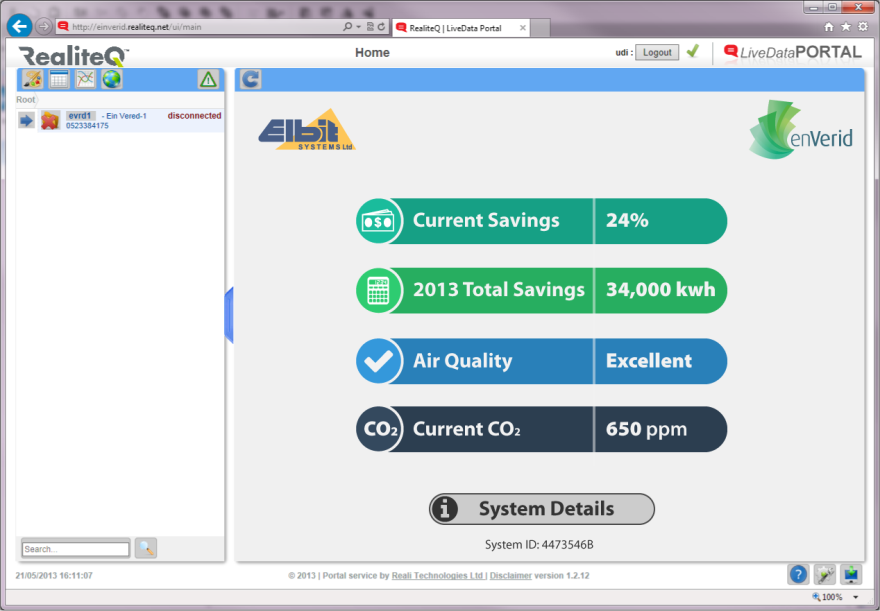 http://einverid.realiteq.net/ui/main
RealiteQ | LiveData Portal
RealiteQ™
Home
udi : Logout
LiveDataPORTAL
Root
evrd1 - Ein Vered-1 disconnected
0523384175
Elbit
SYSTEMS Ltd
enVerid
Current Savings 24%
2013 Total Savings 34,000 kwh
Air Quality Excellent
CO₂ Current CO₂ 650 ppm
System Details
System ID: 4473546B
Search...
21/05/2013 16:11:07
© 2013 | Portal service by Reali Technologies Ltd | Disclaimer version 1.2.12
100%